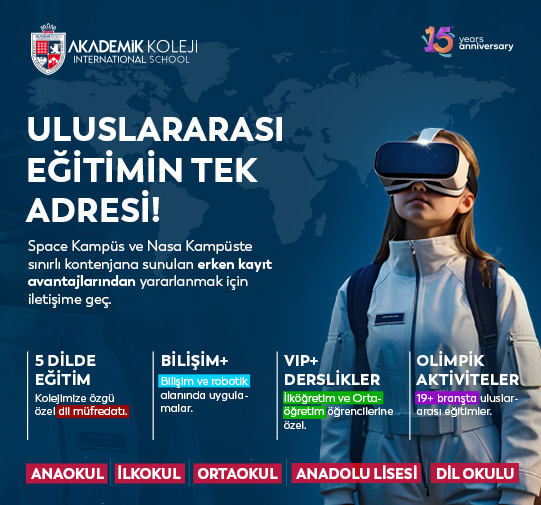 AKADEMİK KOLEJİ
INTERNATIONAL SCHOOL
15 years
anniversary
ULUSLARARASI
EĞİTİMİN TEK
ADRESİ!
Space Kampüs ve Nasa Kampüste
sınırlı kontenjana sunulan erken kayıt
avantajlarından yararlanmak için
iletişime geç.
5 DİLDE
EĞİTİM
Kolejimize özgü
özel dil müfredatı.
BİLİŞİM+
Bilişim ve robotik
alanında uygula-
malar.
VIP+
DERSLİKLER
İlköğretim ve Orta-
öğretim öğrencilerine
özel.
OLİMPİK
AKTİVİTELER
19+ branşta uluslar-
arası eğitimler.
ANAOKUL İLKOKUL ORTAOKUL ANADOLU LİSESİ DİL OKULU